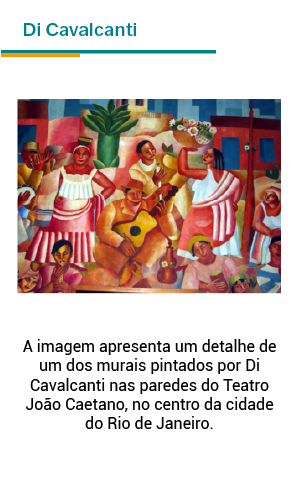 Di Cavalcanti
A imagem apresenta um detalhe de
um dos murais pintados por Di
Cavalcanti nas paredes do Teatro
João Caetano, no centro da cidade
do Rio de Janeiro.